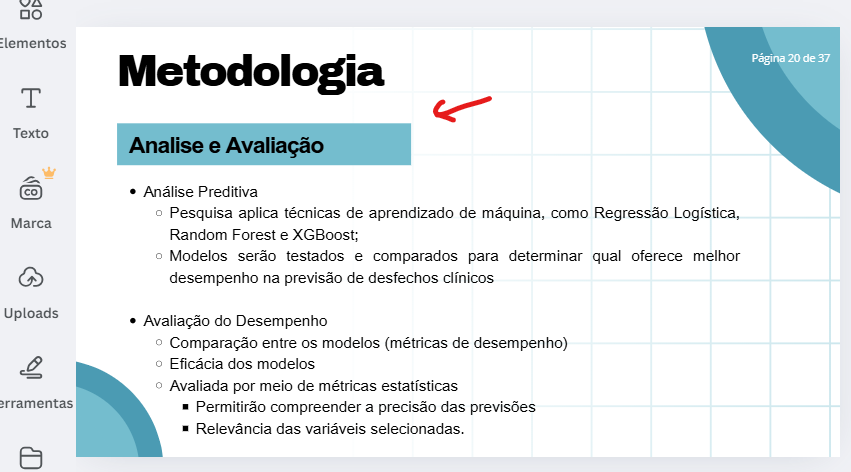 Elementos
Texto
CO
Marca
Uploads
erramentas
Metodologia
Página 20 de 37
Analise e Avaliação
Análise Preditiva
Pesquisa aplica técnicas de aprendizado de máquina, como Regressão Logística,
Random Forest e XGBoost;
Modelos serão testados e comparados para determinar qual oferece melhor
desempenho na previsão de desfechos clínicos
Avaliação do Desempenho
Comparação entre os modelos (métricas de desempenho)
Eficácia dos modelos
Avaliada por meio de métricas estatísticas
Permitirão compreender a precisão das previsões
Relevância das variáveis selecionadas.